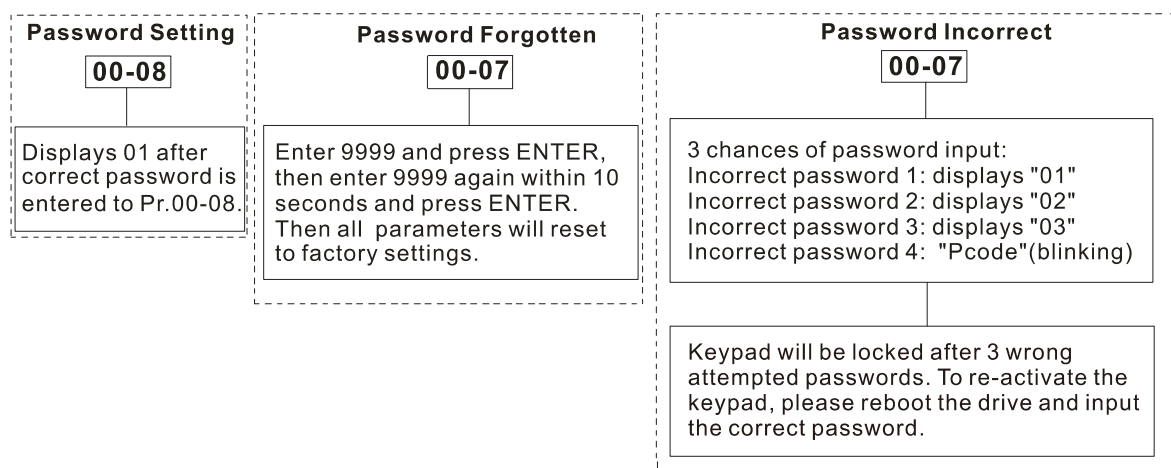 Password Setting
00-08
Displays 01 after
correct password is
entered to Pr.00-08.
Password Forgotten
00-07
Enter 9999 and press ENTER,
then enter 9999 again within 10
seconds and press ENTER.
Then all parameters will reset
to factory settings.
Password Incorrect
00-07
3 chances of password input:
Incorrect password 1: displays "01"
Incorrect password 2: displays "02"
Incorrect password 3: displays "03"
Incorrect password 4: "Pcode"(blinking)
Keypad will be locked after 3 wrong
attempted passwords. To re-activate the
keypad, please reboot the drive and input
the correct password.